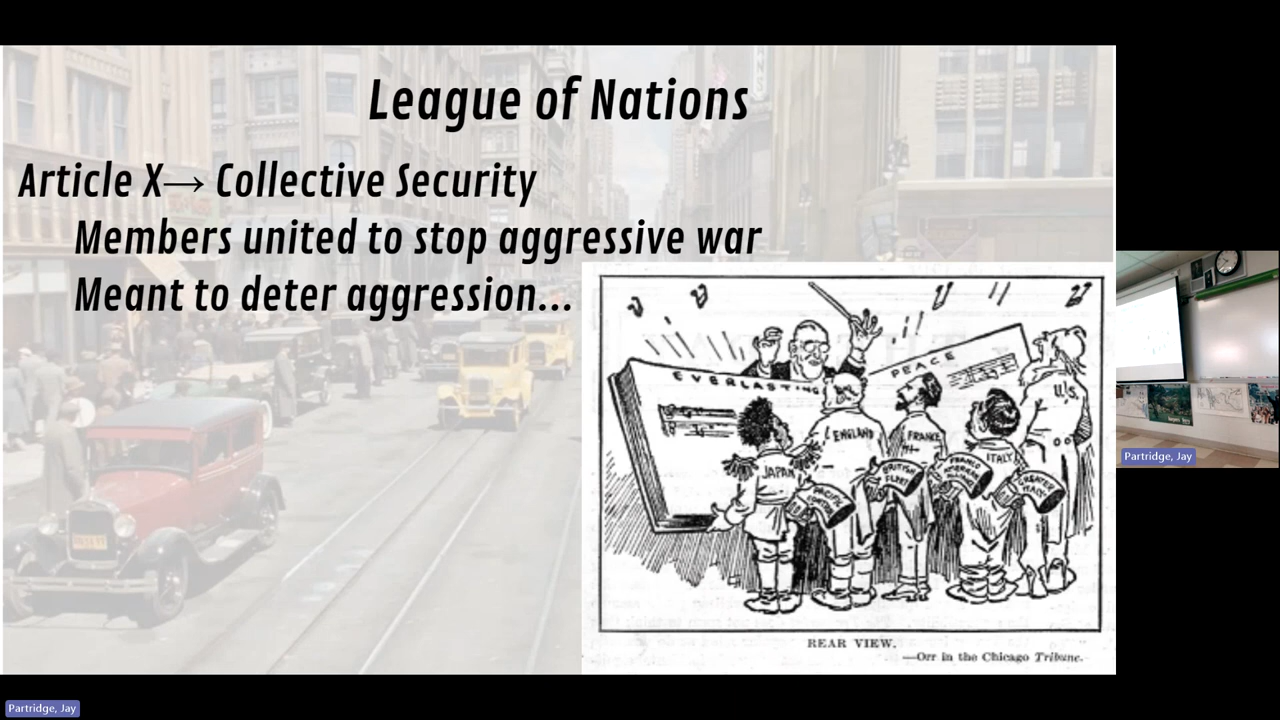 League of Nations
Article X→ Collective Security
Members united to stop aggressive war
Meant to deter aggression...
EVERLASTING
PEACE
U.S.
ENGLAND
FRANCE
JAPAN
ITALY
BRITISH
FLEET
GREATER
ITALY
PACIFIC
REAR VIEW.
—Orr in the Chicago Tribune.
Partridge, Jay
Partridge, Jay